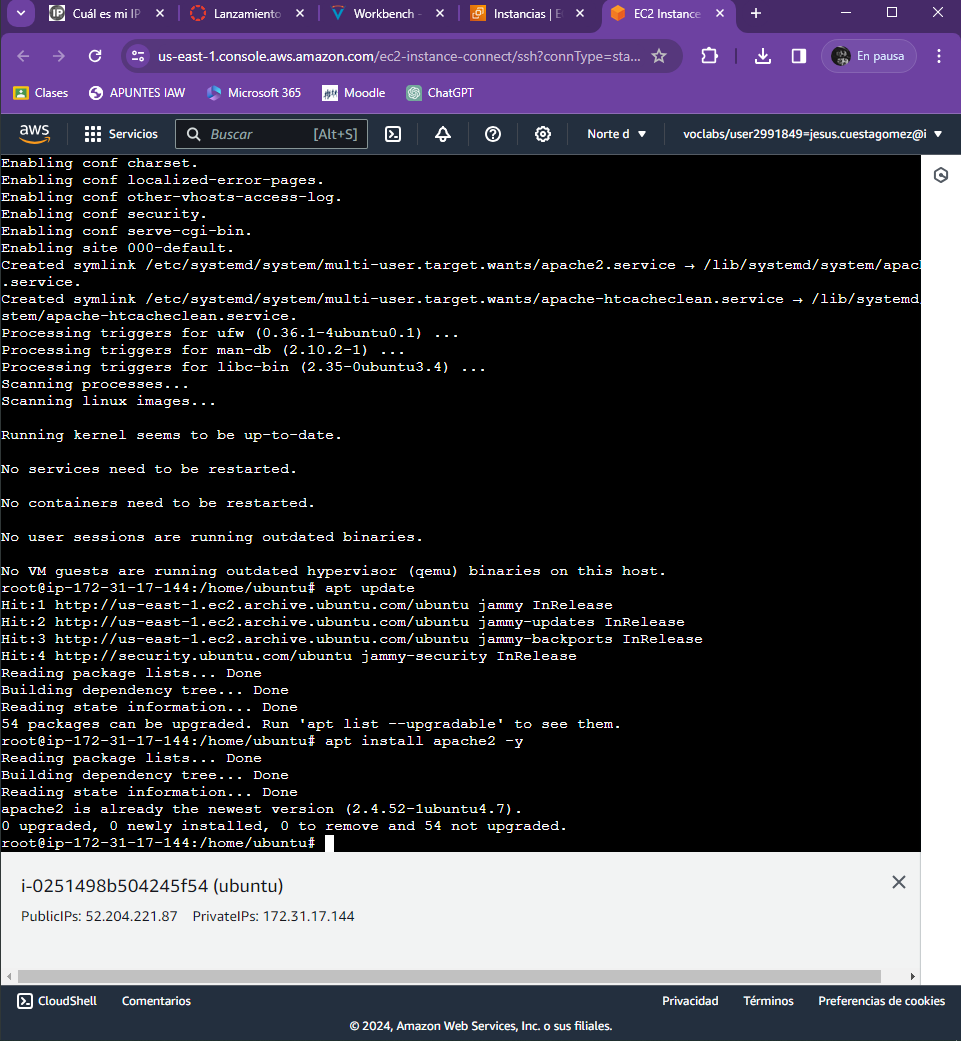 Cuál es mi IP
Lanzamiento
Workbench -
Instancias | E
EC2 Instance
us-east-1.console.aws.amazon.com/ec2-instance-connect/ssh?connType=sta...
En pausa
Clases
APUNTES IAW
Microsoft 365
Moodle
ChatGPT
aws
Servicios
Buscar
[Alt+S]
Norte d
voclabs/user2991849=jesus.cuestagomez@i
Enabling conf charset.
Enabling conf localized-error-pages.
Enabling conf other-vhosts-access-log.
Enabling conf security.
Enabling conf serve-cgi-bin.
Enabling site 000-default.
Created symlink /etc/systemd/system/multi-user.target.wants/apache2.service → /lib/systemd/system/apach
.service.
Created symlink /etc/systemd/system/multi-user.target.wants/apache-htcacheclean.service → /lib/systemd/
stem/apache-htcacheclean.service.
Processing triggers for ufw (0.36.1-4ubuntu0.1) ...
Processing triggers for man-db (2.10.2-1) ...
Processing triggers for libc-bin (2.35-0ubuntu3.4) ...
Scanning processes...
Scanning linux images...
Running kernel seems to be up-to-date.
No services need to be restarted.
No containers need to be restarted.
No user sessions are running outdated binaries.
No VM guests are running outdated hypervisor (qemu) binaries on this host.
root@ip-172-31-17-144:/home/ubuntu# apt update
Hit:1 http://us-east-1.ec2.archive.ubuntu.com/ubuntu jammy InRelease
Hit:2 http://us-east-1.ec2.archive.ubuntu.com/ubuntu jammy-updates InRelease
Hit:3 http://us-east-1.ec2.archive.ubuntu.com/ubuntu jammy-backports InRelease
Hit:4 http://security.ubuntu.com/ubuntu jammy-security InRelease
Reading package lists... Done
Building dependency tree... Done
Reading state information... Done
54 packages can be upgraded. Run 'apt list --upgradable' to see them.
root@ip-172-31-17-144:/home/ubuntu# apt install apache2 -y
Reading package lists... Done
Building dependency tree... Done
Reading state information... Done
apache2 is already the newest version (2.4.52-1ubuntu4.7).
0 upgraded, 0 newly installed, 0 to remove and 54 not upgraded.
root@ip-172-31-17-144:/home/ubuntu#
i-0251498b504245f54 (ubuntu)
PublicIPs: 52.204.221.87 PrivateIPs: 172.31.17.144
CloudShell
Comentarios
Privacidad
Términos
Preferencias de cookies
© 2024, Amazon Web Services, Inc. o sus filiales.